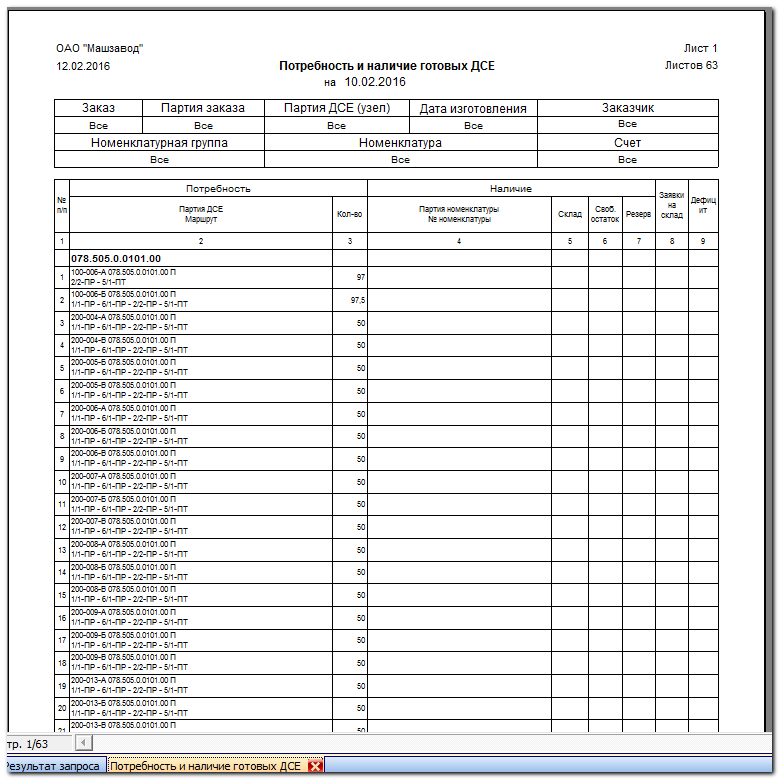 ОАО "Машзавод" Лист 1
12.02.2016 Потребность и наличие готовых ДСЕ Листов 63
на 10.02.2016
Заказ Партия заказа Партия ДСЕ (узел) Дата изготовления Заказчик
Все Все Все Все Все
Номенклатурная группа Номенклатура Счет
Все Все Все
№ п/п Потребность Наличие Заявки на склад Дефиц ит
Партия ДСЕ Маршрут Кол-во Партия номенклатуры № номенклатуры Склад Своб. остаток Резерв
1 2 3 4 5 6 7 8 9
078.505.0.0101.00
1 100-006-А 078.505.0.0101.00 П 97
2/2-ПР - 5/1-ПТ
2 100-006-Б 078.505.0.0101.00 П 97,5
1/1-ПР - 6/1-ПР - 2/2-ПР - 5/1-ПТ
3 200-004-А 078.505.0.0101.00 П 50
1/1-ПР - 6/1-ПР - 2/2-ПР - 5/1-ПТ
4 200-004-В 078.505.0.0101.00 П 50
1/1-ПР - 6/1-ПР - 2/2-ПР - 5/1-ПТ
5 200-005-Б 078.505.0.0101.00 П 50
1/1-ПР - 6/1-ПР - 2/2-ПР - 5/1-ПТ
6 200-005-В 078.505.0.0101.00 П 50
1/1-ПР - 6/1-ПР - 2/2-ПР - 5/1-ПТ
7 200-006-А 078.505.0.0101.00 П 50
1/1-ПР - 6/1-ПР - 2/2-ПР - 5/1-ПТ
8 200-006-Б 078.505.0.0101.00 П 50
1/1-ПР - 6/1-ПР - 2/2-ПР - 5/1-ПТ
9 200-006-В 078.505.0.0101.00 П 50
1/1-ПР - 6/1-ПР - 2/2-ПР - 5/1-ПТ
10 200-007-А 078.505.0.0101.00 П 50
1/1-ПР - 6/1-ПР - 2/2-ПР - 5/1-ПТ
11 200-007-Б 078.505.0.0101.00 П 50
1/1-ПР - 6/1-ПР - 2/2-ПР - 5/1-ПТ
12 200-007-В 078.505.0.0101.00 П 50
1/1-ПР - 6/1-ПР - 2/2-ПР - 5/1-ПТ
13 200-008-А 078.505.0.0101.00 П 50
1/1-ПР - 6/1-ПР - 2/2-ПР - 5/1-ПТ
14 200-008-Б 078.505.0.0101.00 П 50
1/1-ПР - 6/1-ПР - 2/2-ПР - 5/1-ПТ
15 200-008-В 078.505.0.0101.00 П 50
1/1-ПР - 6/1-ПР - 2/2-ПР - 5/1-ПТ
16 200-009-А 078.505.0.0101.00 П 50
1/1-ПР - 6/1-ПР - 2/2-ПР - 5/1-ПТ
17 200-009-Б 078.505.0.0101.00 П 50
1/1-ПР - 6/1-ПР - 2/2-ПР - 5/1-ПТ
18 200-009-В 078.505.0.0101.00 П 50
1/1-ПР - 6/1-ПР - 2/2-ПР - 5/1-ПТ
19 200-013-А 078.505.0.0101.00 П 50
1/1-ПР - 6/1-ПР - 2/2-ПР - 5/1-ПТ
20 200-013-Б 078.505.0.0101.00 П 50
1/1-ПР - 6/1-ПР - 2/2-ПР - 5/1-ПТ
21 200-013-В 078.505.0.0101.00 П
тр. 1/63
Результат запроса Потребность и наличие готовых ДСЕ